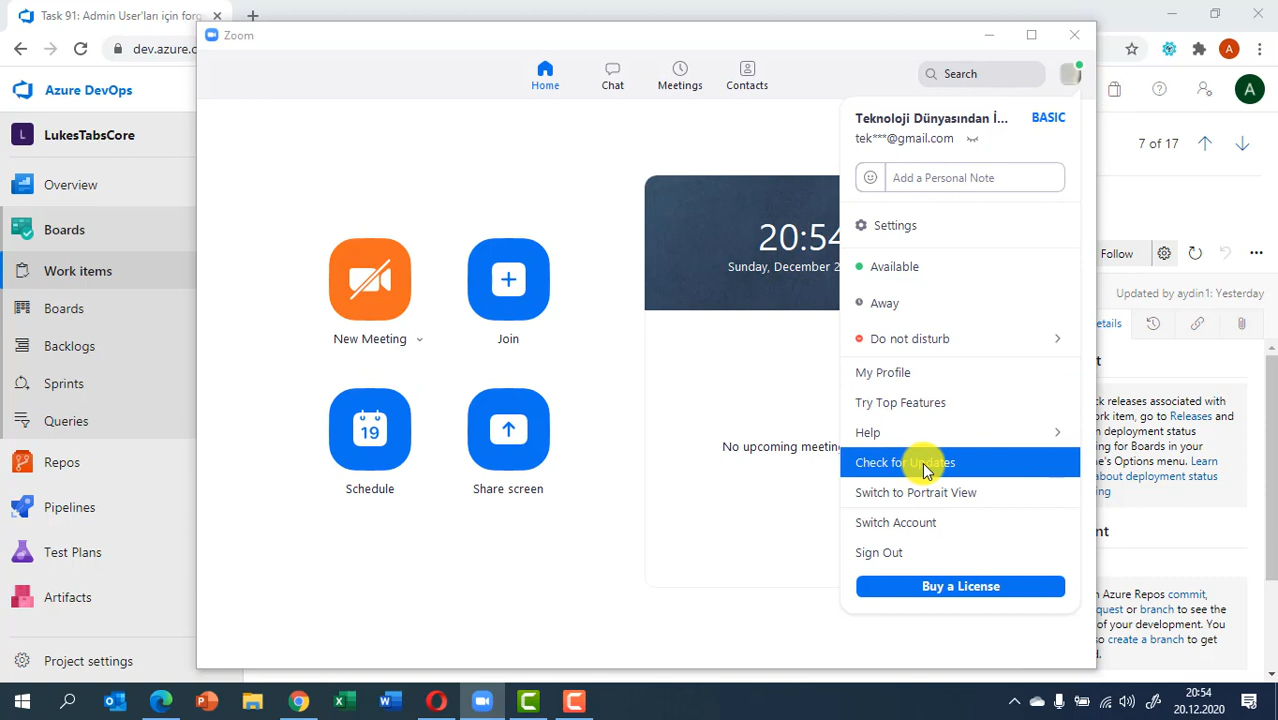 Task 91: Admin User'ları için for
dev.azure.c
A
Azure DevOps
A
L LukesTabsCore
Overview
Boards
Work items
Boards
Backlogs
Sprints
Queries
Repos
Pipelines
Test Plans
Artifacts
Project settings
Zoom
Home
Chat
Meetings
Contacts
Search
New Meeting
Join
19
Schedule
Share screen
20:54
Sunday, December 2
No upcoming meetin
Teknoloji Dünyasından İ...
BASIC
tek***@gmail.com
Add a Personal Note
Settings
Available
Away
Do not disturb
My Profile
Try Top Features
Help
Check for Updates
Switch to Portrait View
Switch Account
Sign Out
Buy a License
7 of 17
Follow
Updated by aydin1: Yesterday
etails
t
k releases associated with
ork item, go to Releases and
n deployment status
ng for Boards in your
e's Options menu. Learn
about deployment status
ng
nt
n Azure Repos commit,
quest or branch to see the
of your development. You
so create a branch to get
d.
20:54
20.12.2020